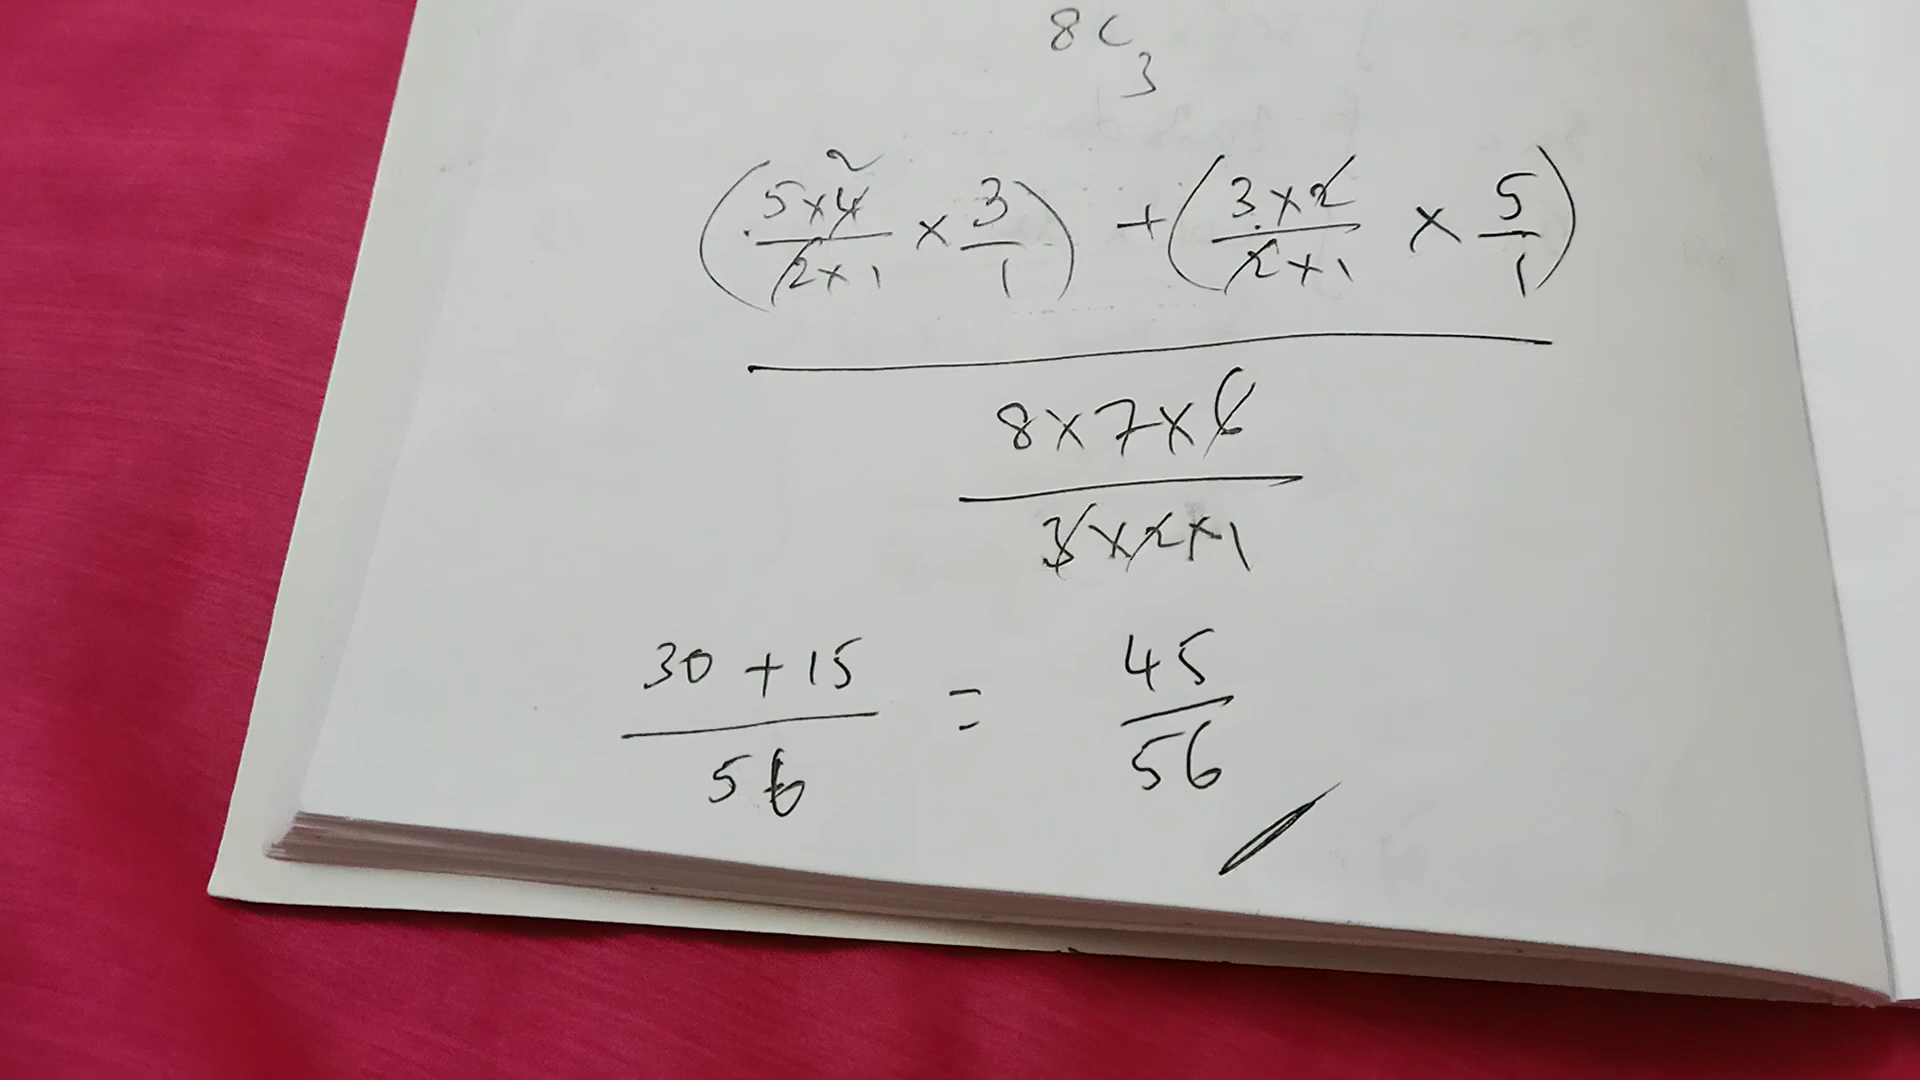 8C₃
(5×4/2×1 × 3/1) + (3×2/2×1 × 5/1)
2
8×7×6
3×2×1
30 + 15 = 45
56 56